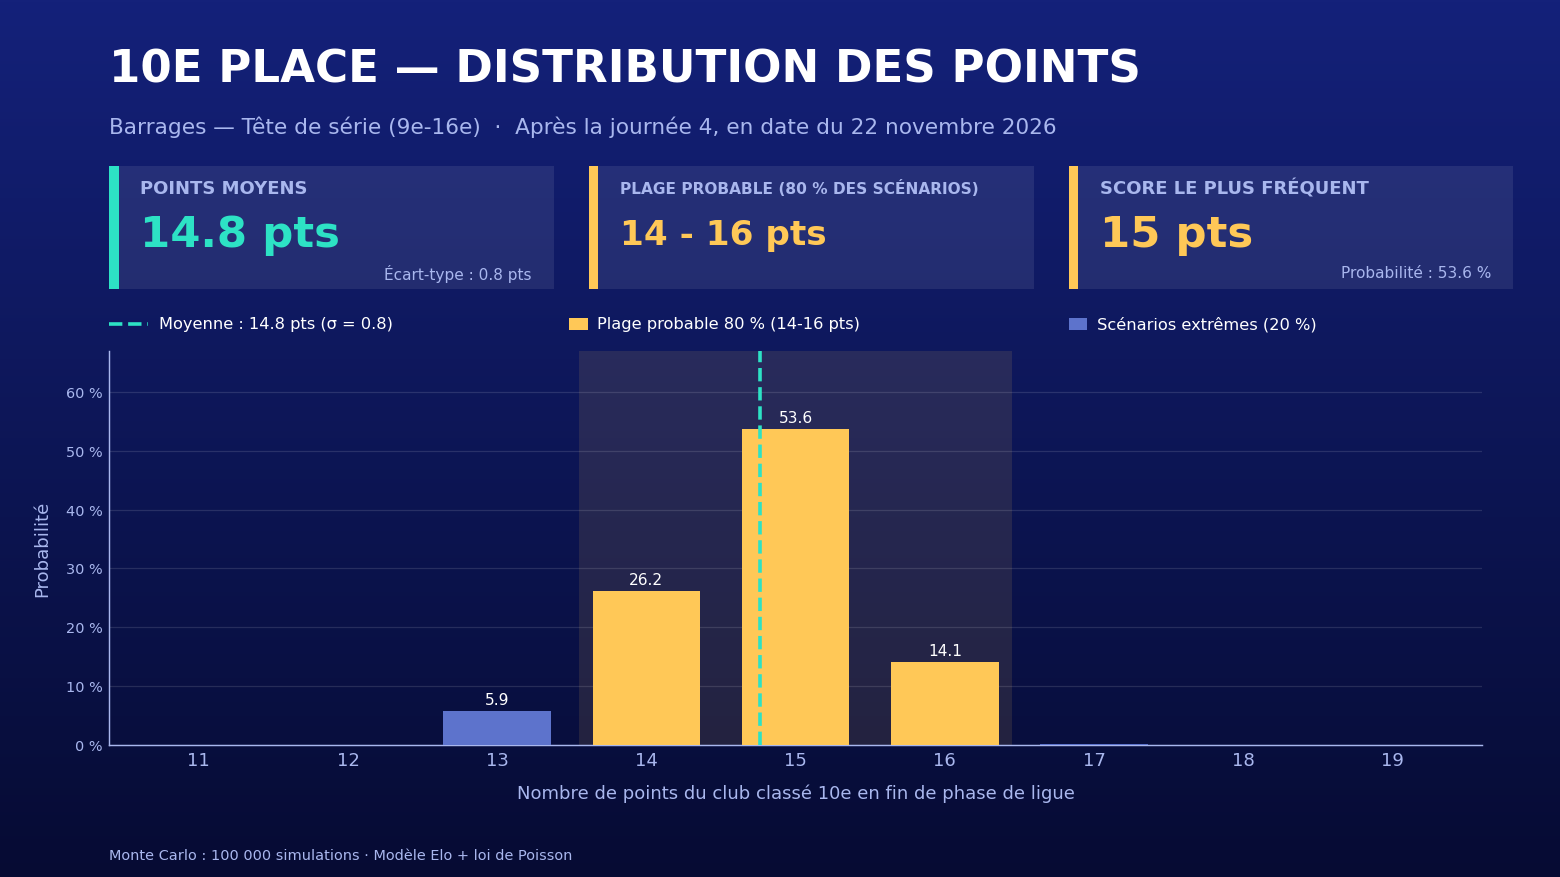 10E PLACE — DISTRIBUTION DES POINTS
Barrages — Tête de série (9e-16e) · Après la journée 4, en date du 22 novembre 2026
POINTS MOYENS
14.8 pts
Écart-type : 0.8 pts
PLAGE PROBABLE (80 % DES SCÉNARIOS)
14 - 16 pts
SCORE LE PLUS FRÉQUENT
15 pts
Probabilité : 53.6 %
Moyenne : 14.8 pts (σ = 0.8)
Plage probable 80 % (14-16 pts)
Scénarios extrêmes (20 %)
Probabilité
60 %
50 %
40 %
30 %
20 %
10 %
0 %
5.9
26.2
53.6
14.1
11 12 13 14 15 16 17 18 19
Nombre de points du club classé 10e en fin de phase de ligue
Monte Carlo : 100 000 simulations · Modèle Elo + loi de Poisson